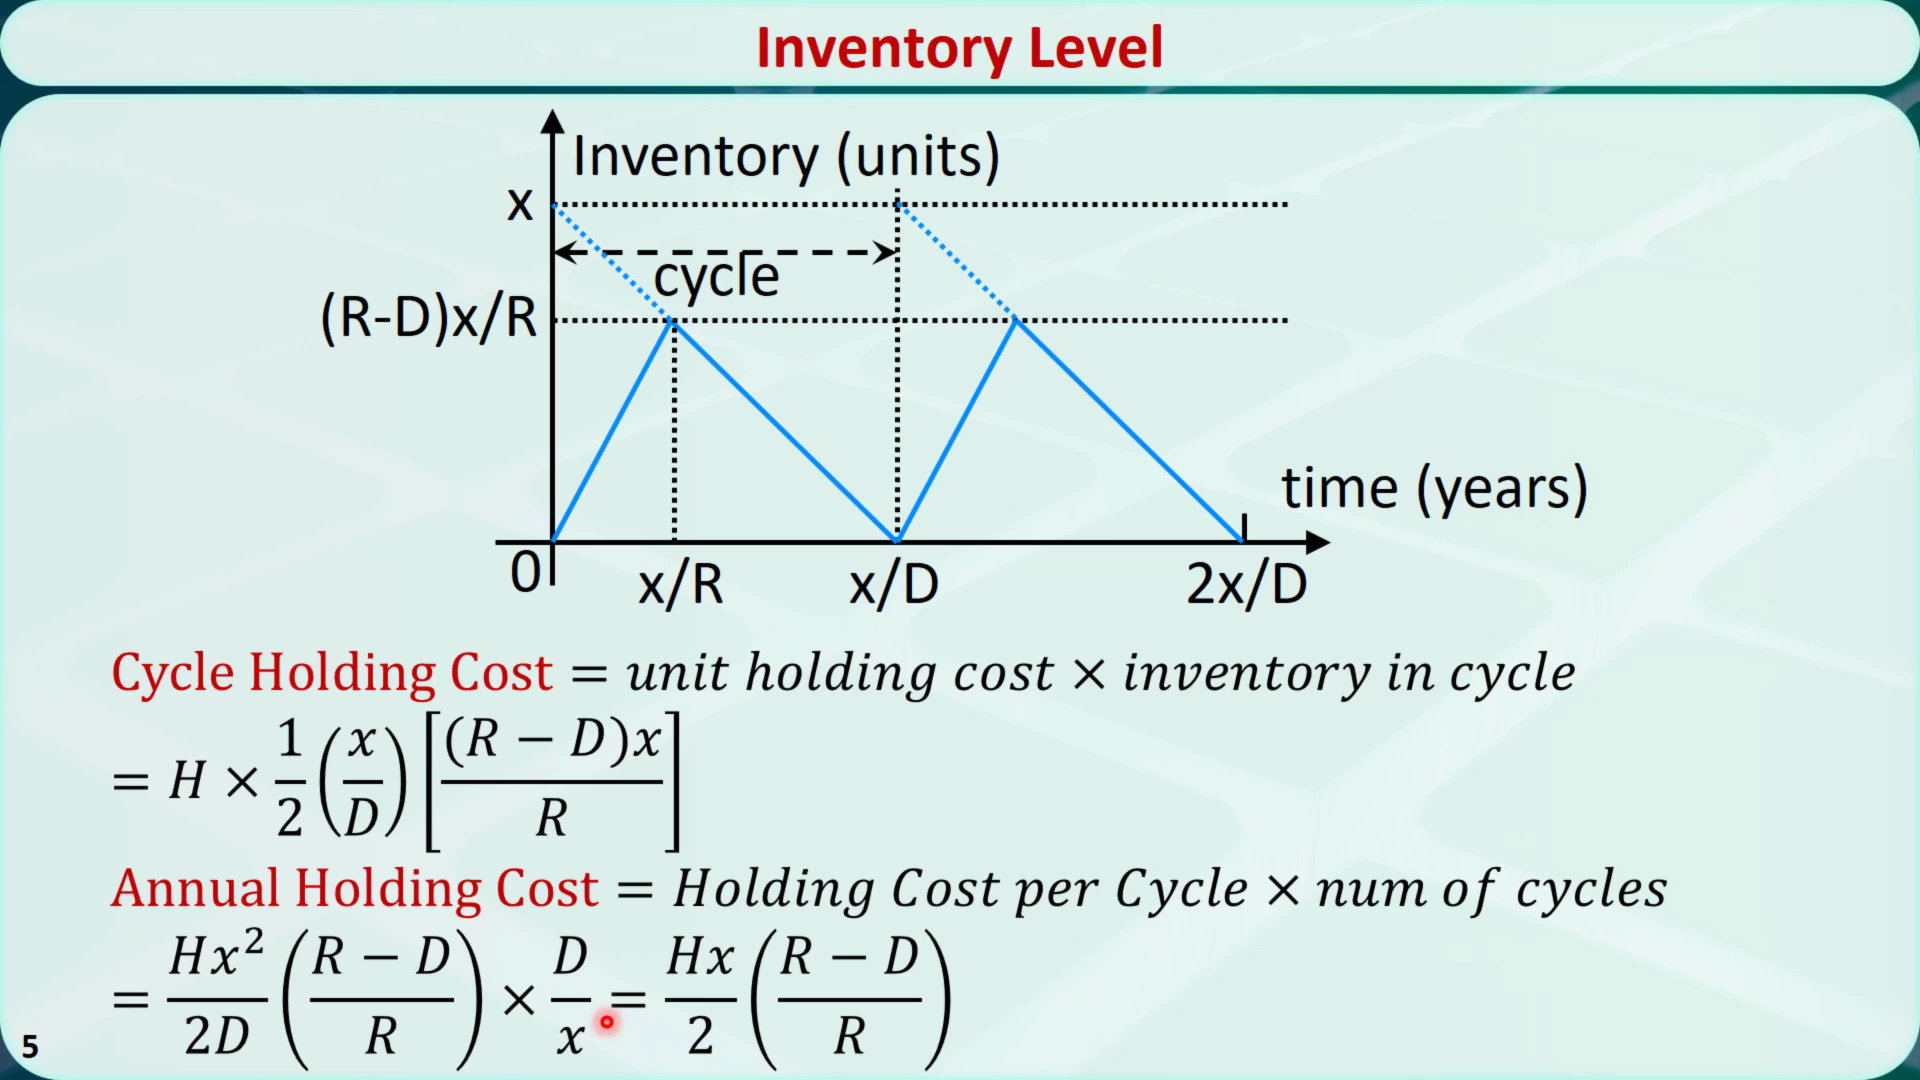 Inventory Level
Inventory (units)
x
cycle
(R-D)x/R
time (years)
0 x/R x/D 2x/D
Cycle Holding Cost = unit holding cost × inventory in cycle
= H × 1/2 (x/D) [(R − D)x/R]
Annual Holding Cost = Holding Cost per Cycle × num of cycles
= Hx²/2D ((R − D)/R) × D/x = Hx/2 ((R − D)/R)
5